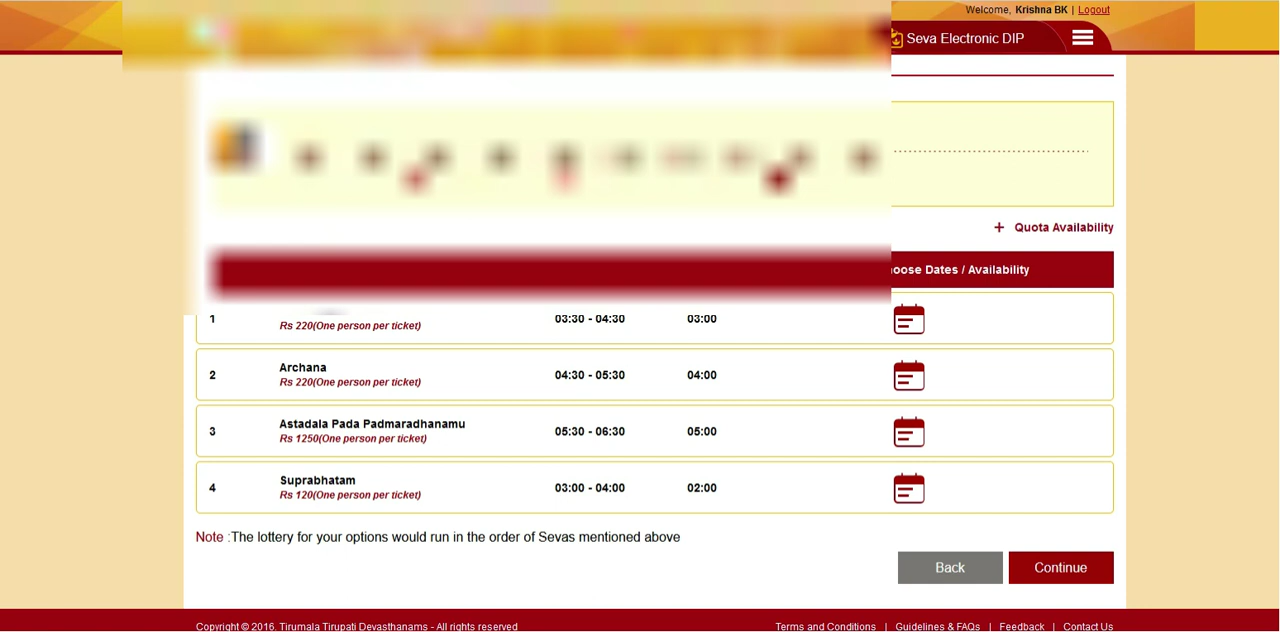 Welcome, Krishna BK | Logout
Seva Electronic DIP
+ Quota Availability
oose Dates / Availability
1 03:30 - 04:30 03:00
Rs 220(One person per ticket)
Archana
2 04:30 - 05:30 04:00
Rs 220(One person per ticket)
Astadala Pada Padmaradhanamu
3 05:30 - 06:30 05:00
Rs 1250(One person per ticket)
Suprabhatam
4 03:00 - 04:00 02:00
Rs 120(One person per ticket)
Note :The lottery for your options would run in the order of Sevas mentioned above
Back Continue
Copyright © 2016. Tirumala Tirupati Devasthanams - All rights reserved Terms and Conditions | Guidelines & FAQs | Feedback | Contact Us